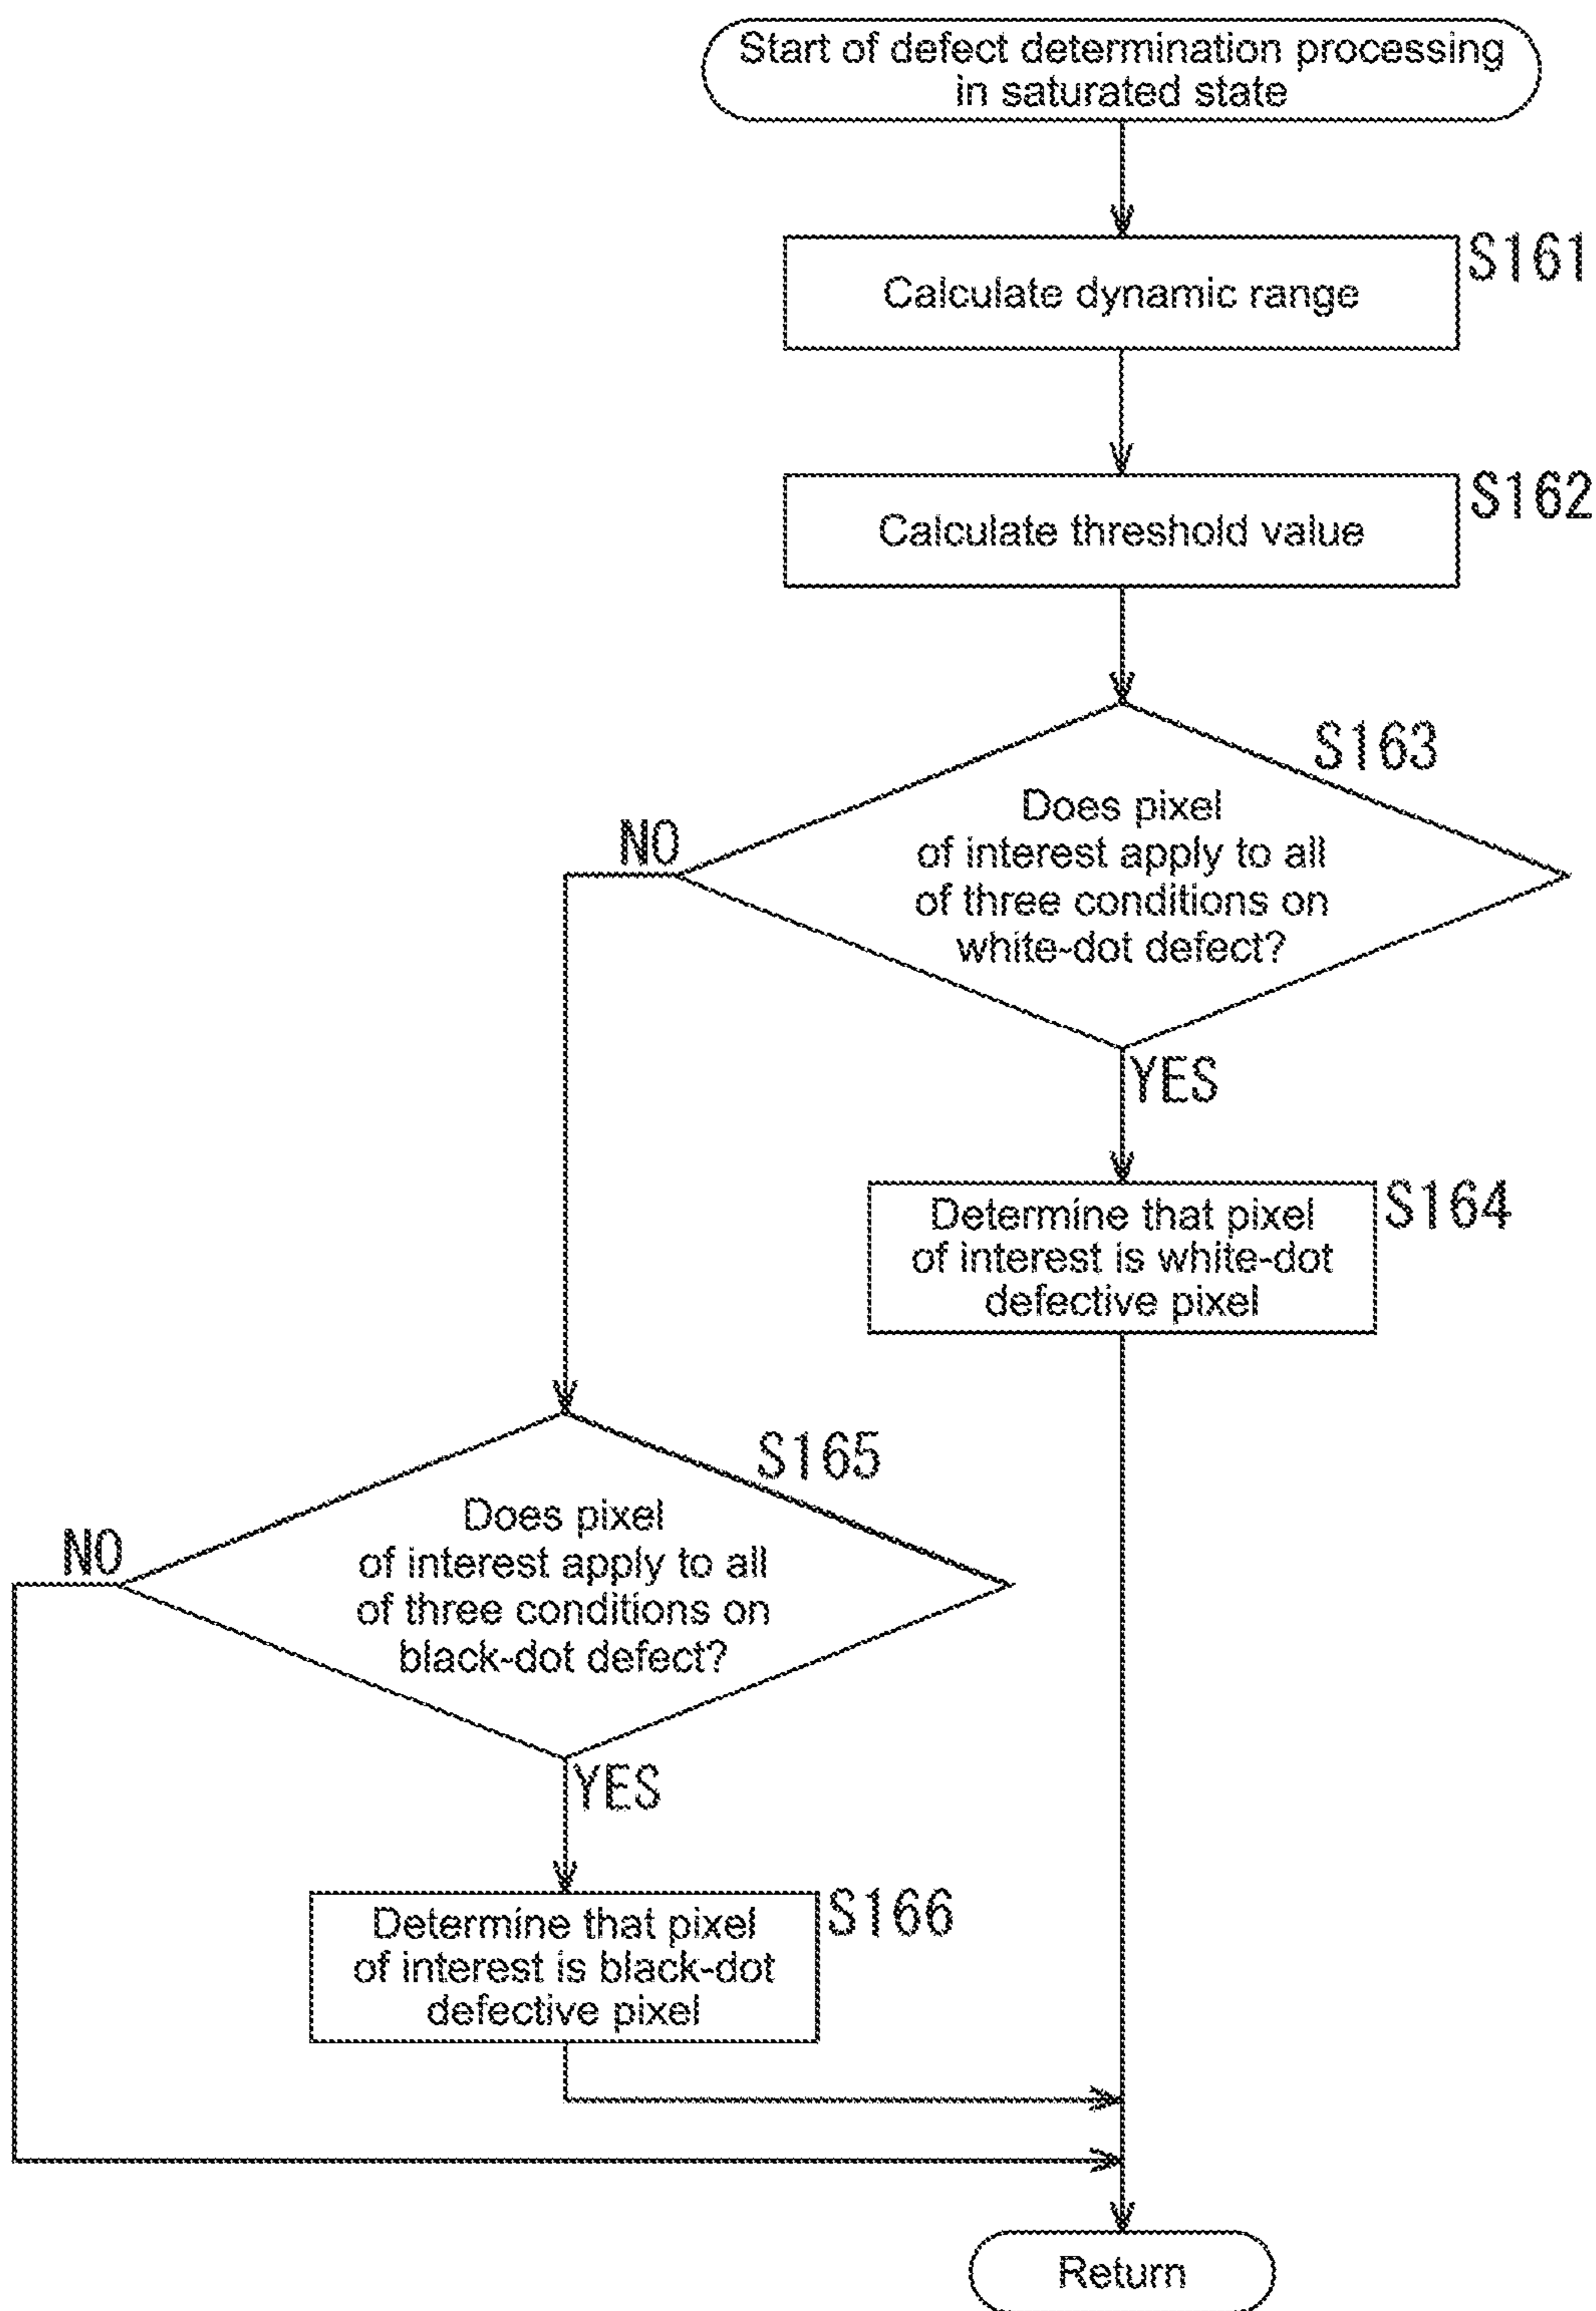 Start of defect determination processing
in saturated state
S161
Calculate dynamic range
S162
Calculate threshold value
S163
Does pixel
of interest apply to all
of three conditions on
white-dot defect?
NO
YES
S164
Determine that pixel
of interest is white-dot
defective pixel
S165
Does pixel
of interest apply to all
of three conditions on
black-dot defect?
NO
YES
S166
Determine that pixel
of interest is black-dot
defective pixel
Return